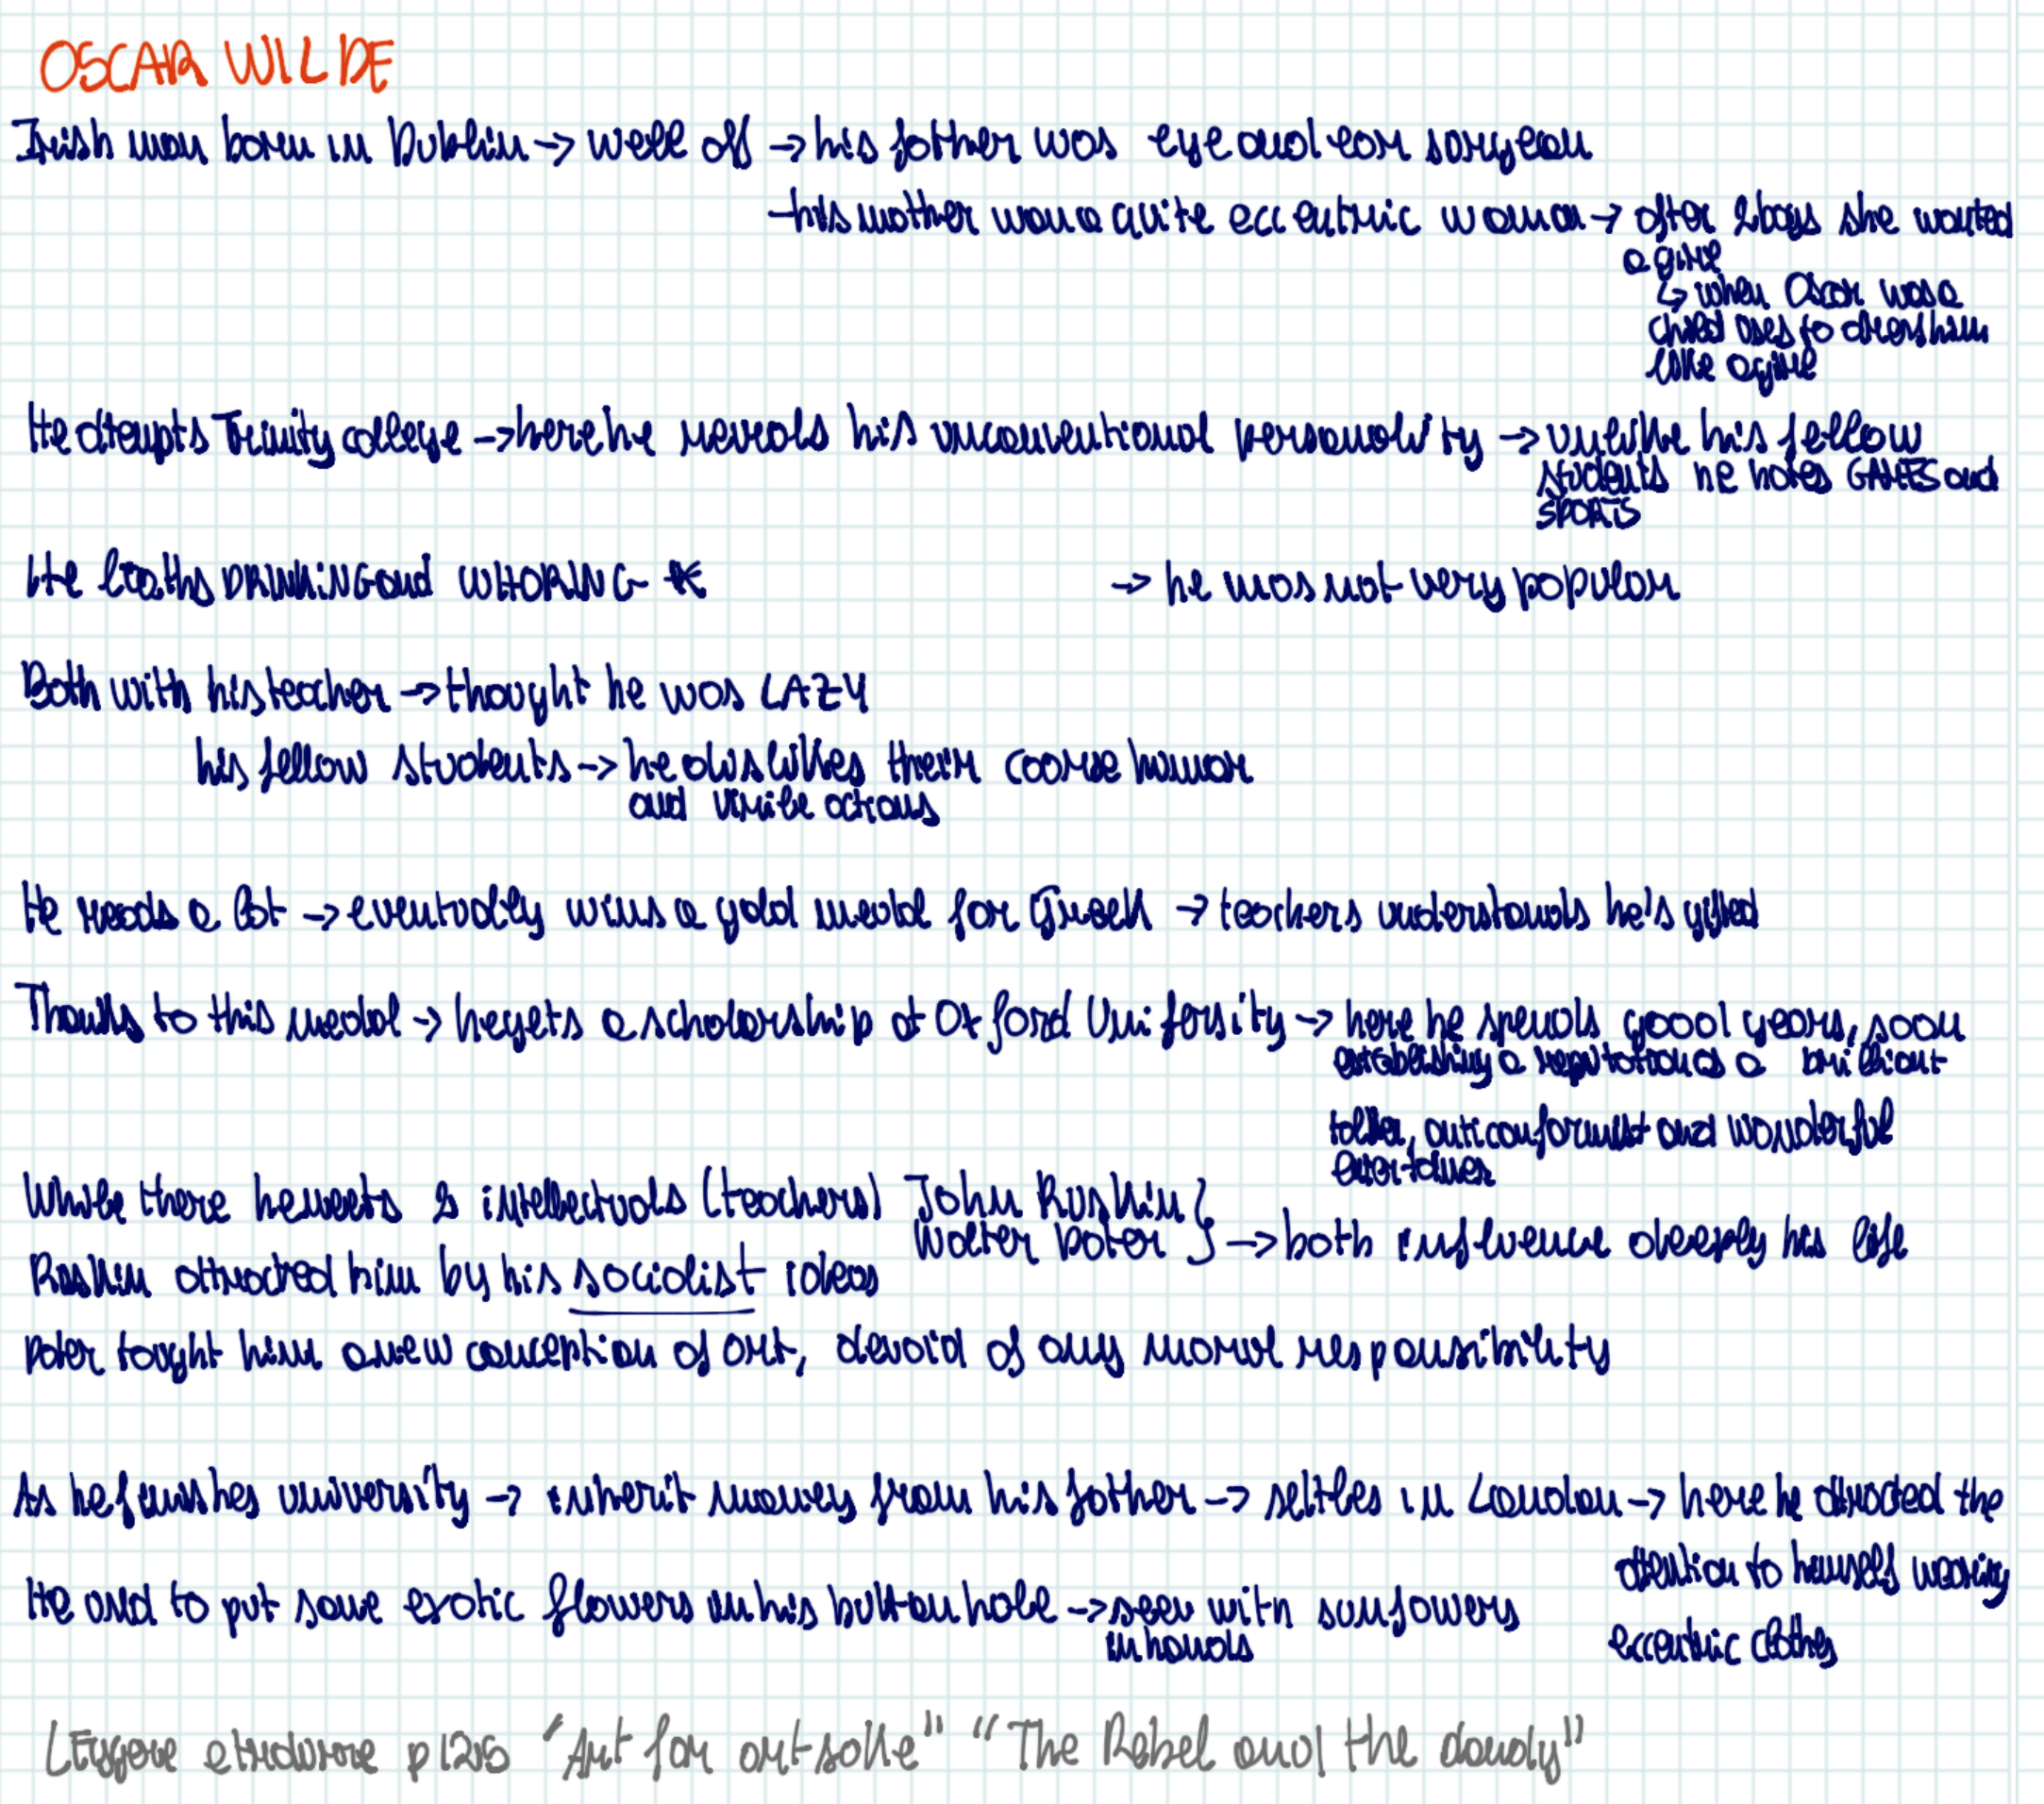 OSCAR WILDE
Irish man born in Dublin → well off → his father was eye and ear surgeon
→ his mother was a quite eccentric woman → after 2 boys she wanted
a girl
↳ when Oscar was a
child uses to dress him
like a girl
He attempts Trinity college → here he reveals his unconventional personality → unlike his fellow
students he hates GAMES and
SPORTS
He loaths DRINKING and WHORING *
→ he was not very popular
Both with his teacher → thought he was LAZY
his fellow students → he dislikes their coarse humor
and virile actions
He reads a lot → eventually wins a gold medal for Greek → teachers understands he's gifted
Thanks to this medal → he gets a scholarship at Oxford Unifersity → here he spends good years, soon
establishing a reputation as a brilliant
talker, anticonformist and wonderful
While there he meets 2 intellectuals (teachers) John Ruskin }
Walter Pater } → both influence deeply his life
Ruskin attracted him by his socialist ideas
Pater tought him a new conception of art, devoid of any moral responsibility
As he finishes university → inherit money from his father → seltles in London → here he attracted the
attention to himself wearing
eccentric clothes
He used to put some exotic flowers in his buttonhole → seen with sunflowers
in hands
LEggere e tradurre "Art for art sake" "The Rebel and the dandy"